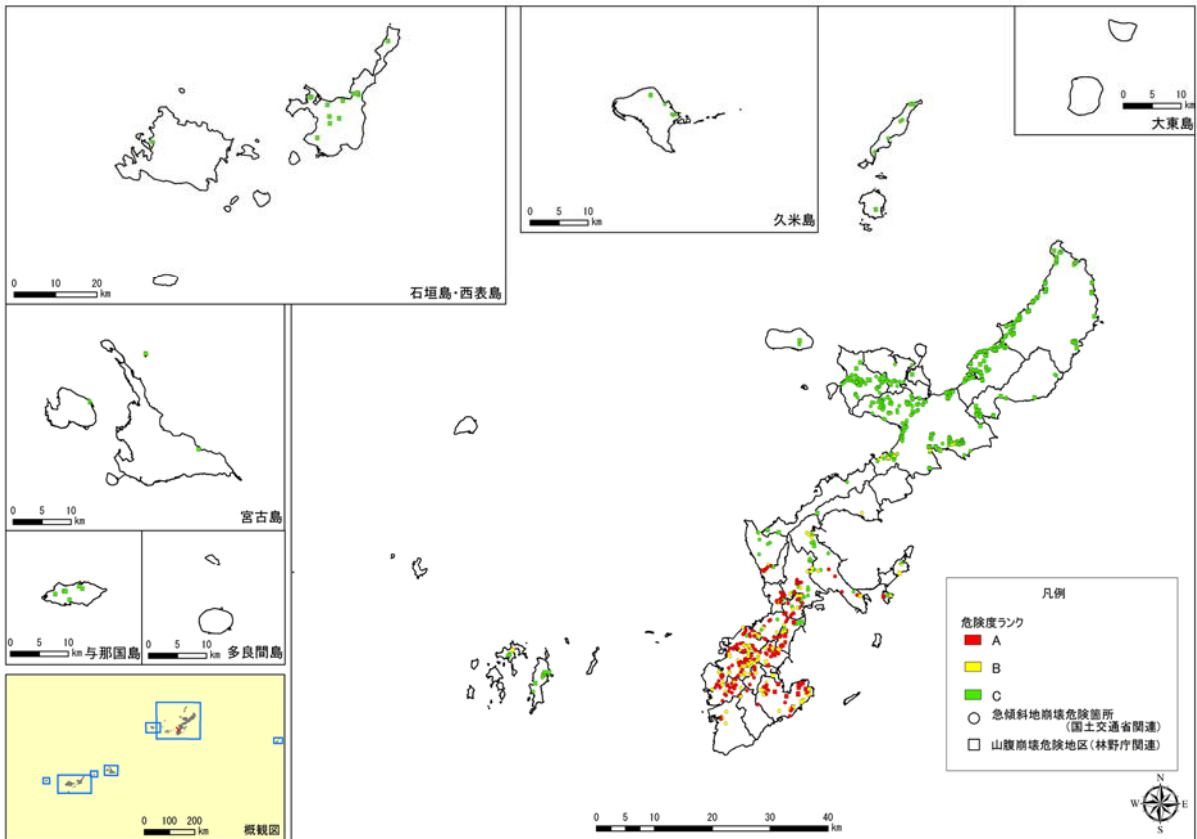 0 10 20
km
石垣島・西表島
0 5 10
km
久米島
0 5 10
km
大東島
0 5 10
km
宮古島
0 5 10
km
与那国島
0 5 10
km
多良間島
0 100 200
km
概観図
凡例
危険度ランク
A
B
C
急傾斜地崩壊危険箇所
(国土交通省関連)
山腹崩壊危険地区(林野庁関連)
N
W E
S
0 5 10 20 30 40
km